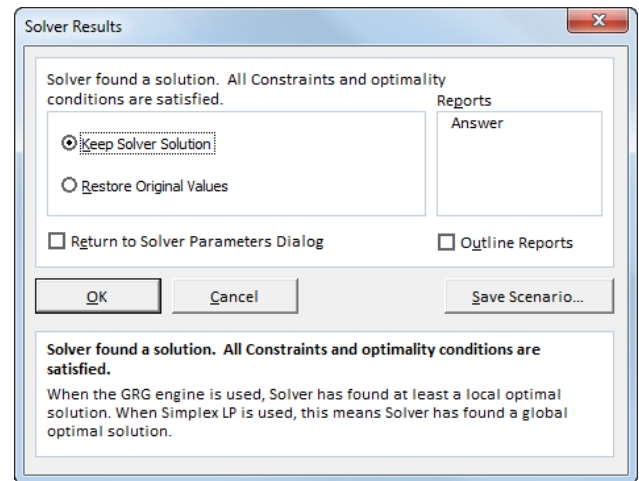 Solver Results
Solver found a solution. All Constraints and optimality
conditions are satisfied.
Reports
Answer
Keep Solver Solution
Restore Original Values
Return to Solver Parameters Dialog
Outline Reports
OK
Cancel
Save Scenario...
Solver found a solution. All Constraints and optimality conditions are
satisfied.
When the GRG engine is used, Solver has found at least a local optimal
solution. When Simplex LP is used, this means Solver has found a global
optimal solution.